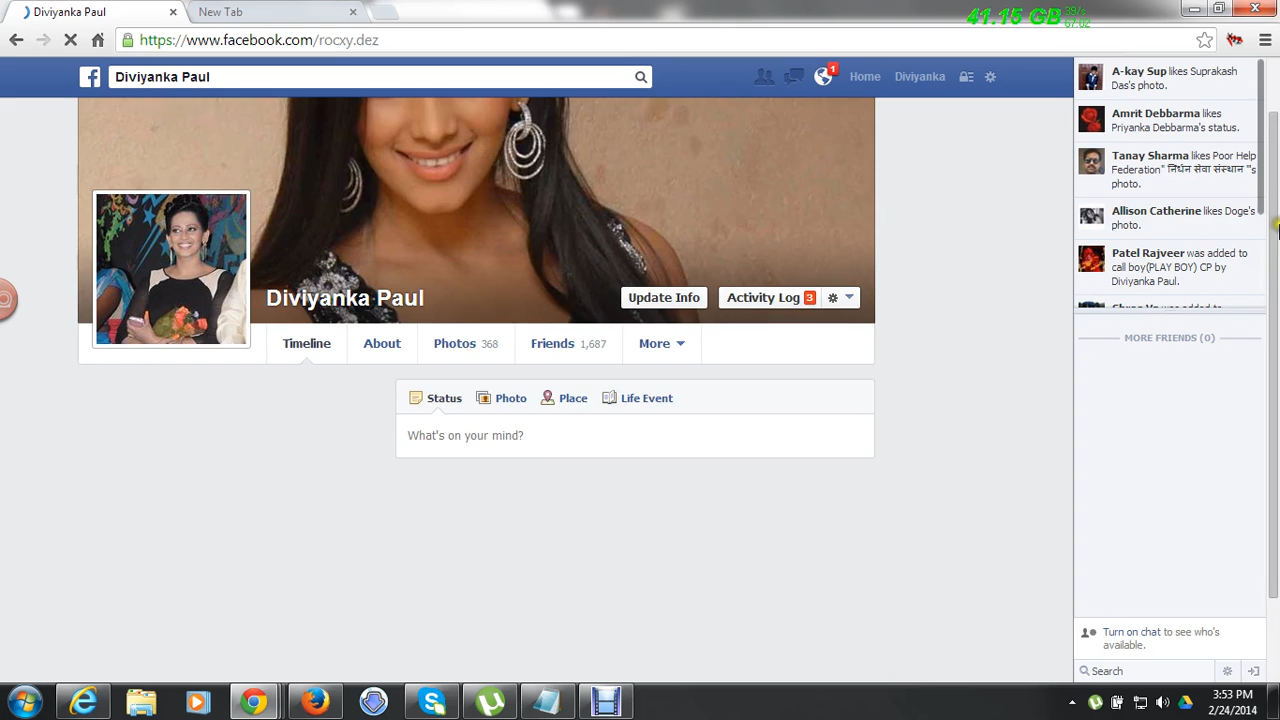 Diviyanka Paul
New Tab
41.15 GB
67:02
https://www.facebook.com/rocxy.dez
Diviyanka Paul
1
Home
Diviyanka
A-kay Sup likes Suprakash
Das's photo.
Amrit Debbarma likes
Priyanka Debbarma's status.
Tanay Sharma likes Poor Help
Federation" निर्धन सेवा संस्थान "'s
photo.
Allison Catherine likes Doge's
photo.
Patel Rajveer was added to
call boy(PLAY BOY) CP by
Diviyanka Paul.
MORE FRIENDS (0)
Diviyanka Paul
Update Info
Activity Log 3
Timeline
About
Photos 368
Friends 1,687
More
Status
Photo
Place
Life Event
What's on your mind?
Turn on chat to see who's
available.
Search
3:53 PM
2/24/2014